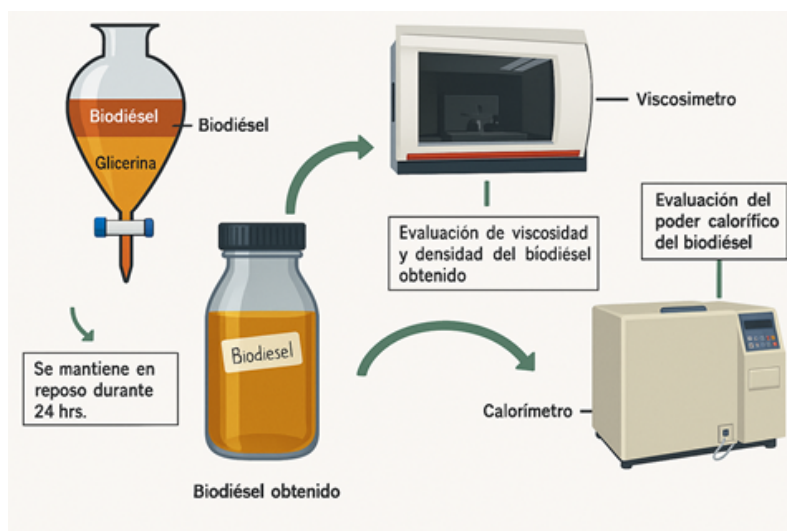 Biodiésel
Biodiésel
Glicerina
Se mantiene en
reposo durante
24 hrs.
Biodiesel
Biodiésel obtenido
Viscosimetro
Evaluación de viscosidad
y densidad del biodiésel
obtenido
Evaluación del
poder calorífico
del biodiésel
Calorímetro